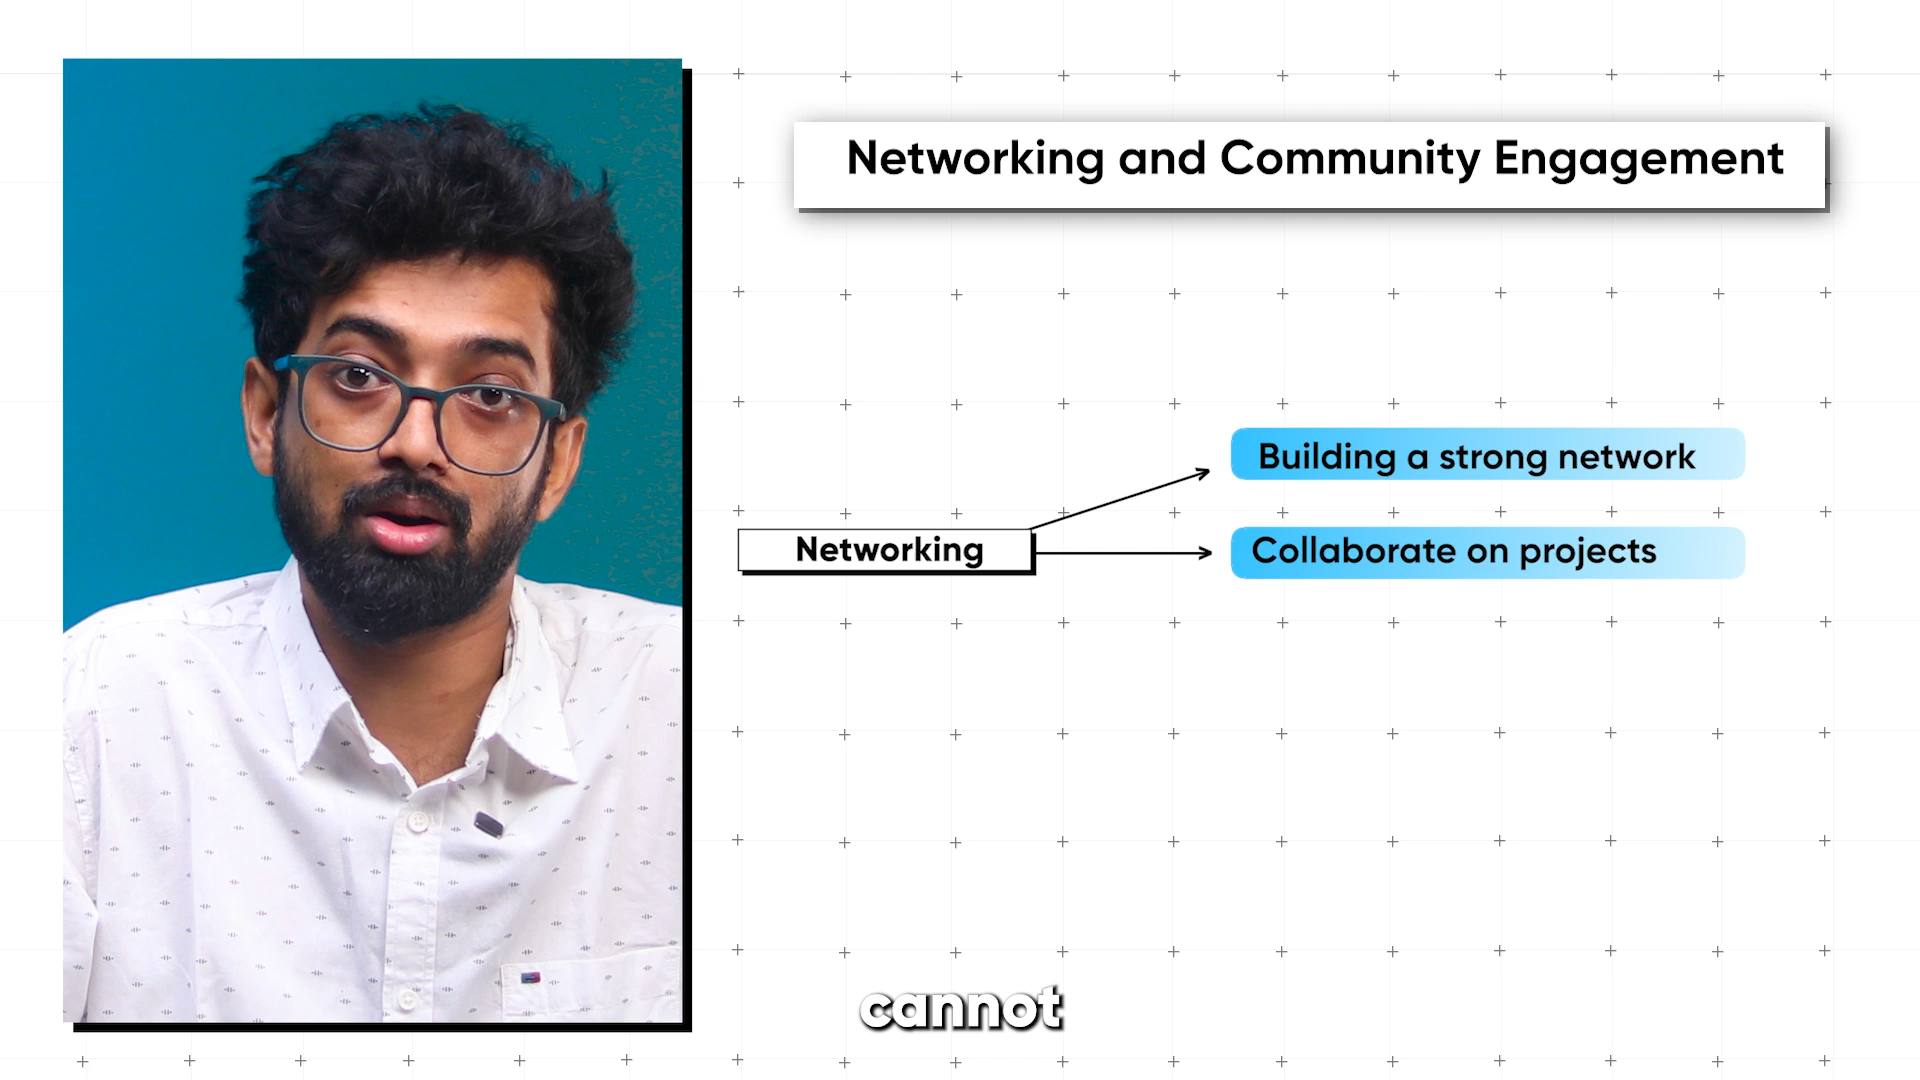 Networking and Community Engagement
Building a strong network
Networking
Collaborate on projects
cannot